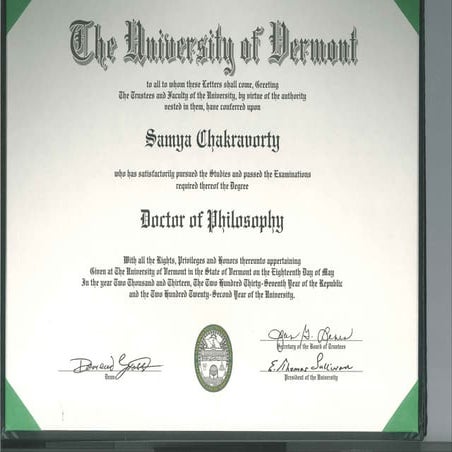 The University of Vermont
to all to whom these Letters shall come, Greeting
The Trustees and Faculty of the University, by virtue of the authority
vested in them, have conferred upon
Samya Chakravorty
who has satisfactorily pursued the Studies and passed the Examinations
required thereof the Degree
Doctor of Philosophy
With all the Rights, Privileges and Honors thereunto appertaining
Given at The University of Vermont in the State of Vermont on the Eighteenth Day of May
In the year Two Thousand and Thirteen, The Two Hundred Thirty-Seventh Year of the Republic
and the Two Hundred Twenty-Second Year of the University.
Secretary of the Board of Trustees
Dean
E. Thomas Sullivan
President of the University